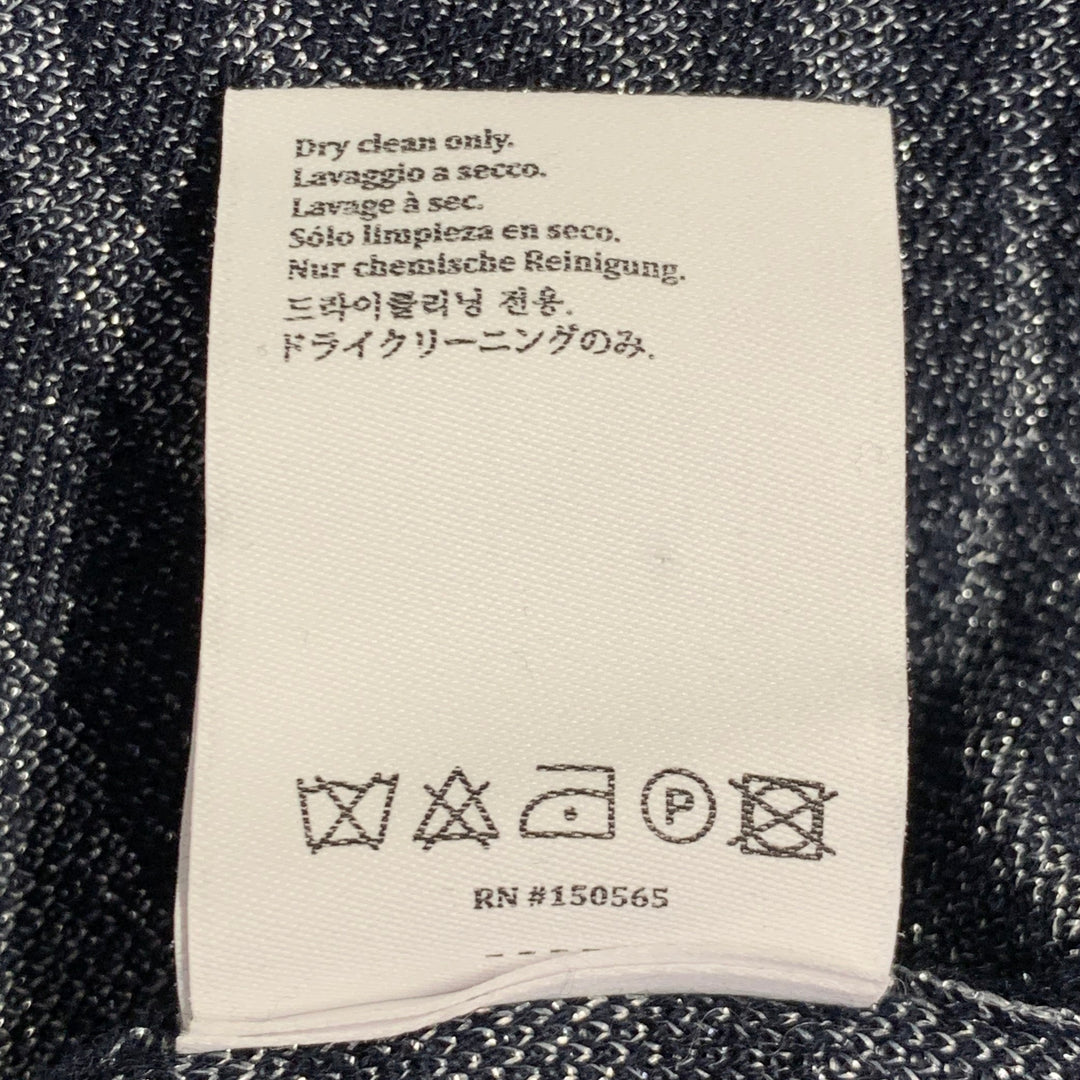 Dry clean only.
Lavaggio a secco.
Lavage à sec.
Sólo limpieza en seco.
Nur chemische Reinigung.
드라이클리닝 전용.
ドライクリーニングのみ.
P
RN #150565